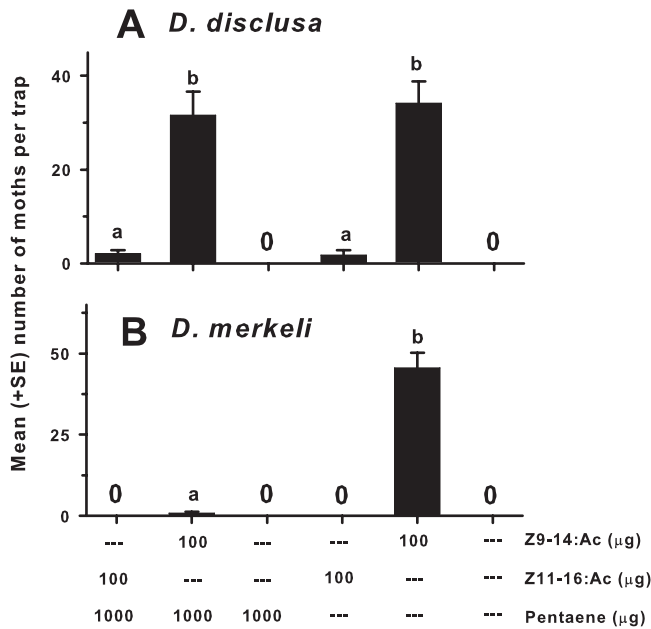 A D. disclusa
Mean (+SE) number of moths per trap
40
20
0
a
b
0
a
b
0
B D. merkeli
50
25
0
0
a
0
0
b
0
--- 100 --- --- 100 --- Z9-14:Ac (μg)
100 --- --- 100 --- --- Z11-16:Ac (μg)
1000 1000 1000 --- --- --- Pentaene (μg)